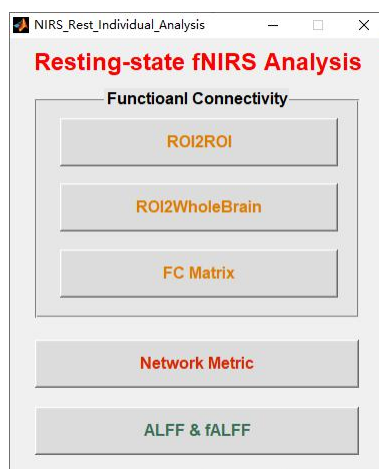 NIRS_Rest_Individual_Analysis
Resting-state fNIRS Analysis
Functioanl Connectivity
ROI2ROI
ROI2WholeBrain
FC Matrix
Network Metric
ALFF & fALFF